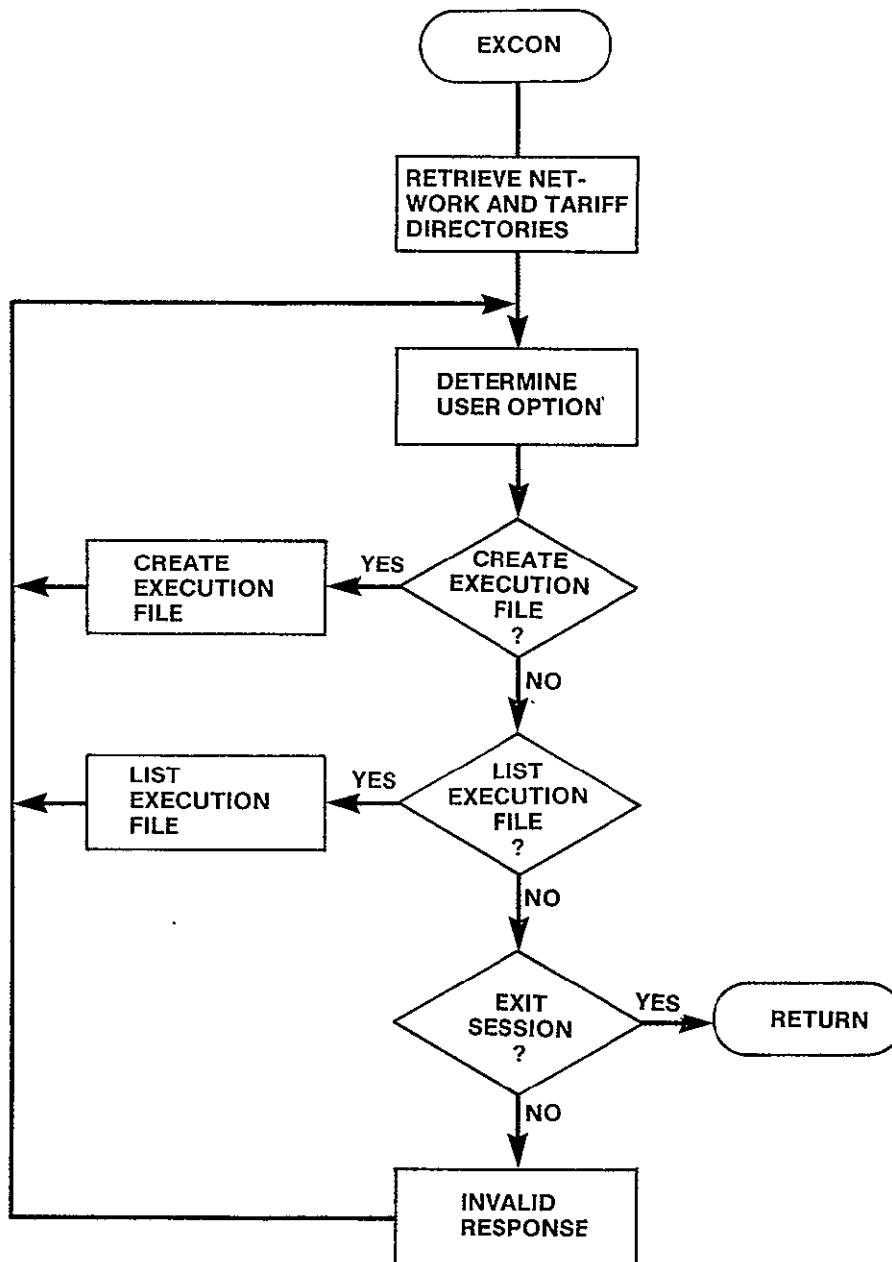 EXCON
RETRIEVE NET-
WORK AND TARIFF
DIRECTORIES
DETERMINE
USER OPTION
CREATE
EXECUTION
FILE
YES
CREATE
EXECUTION
FILE
?
NO
LIST
EXECUTION
FILE
YES
LIST
EXECUTION
FILE
?
NO
EXIT
SESSION
?
YES
RETURN
NO
INVALID
RESPONSE